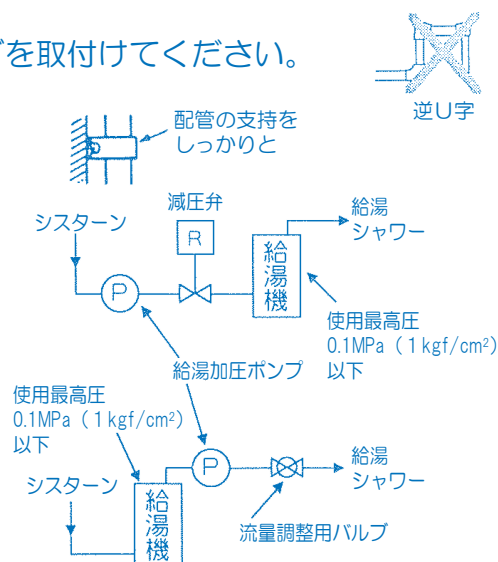 を取付けてください。
逆U字
配管の支持を
しっかりと
減圧弁
シスターン
R
給湯
シャワー
P
給湯機
使用最高圧
0.1MPa（1kgf/cm²）
以下
給湯加圧ポンプ
使用最高圧
0.1MPa（1kgf/cm²）
以下
P
給湯
シャワー
シスターン
給湯機
流量調整用バルブ